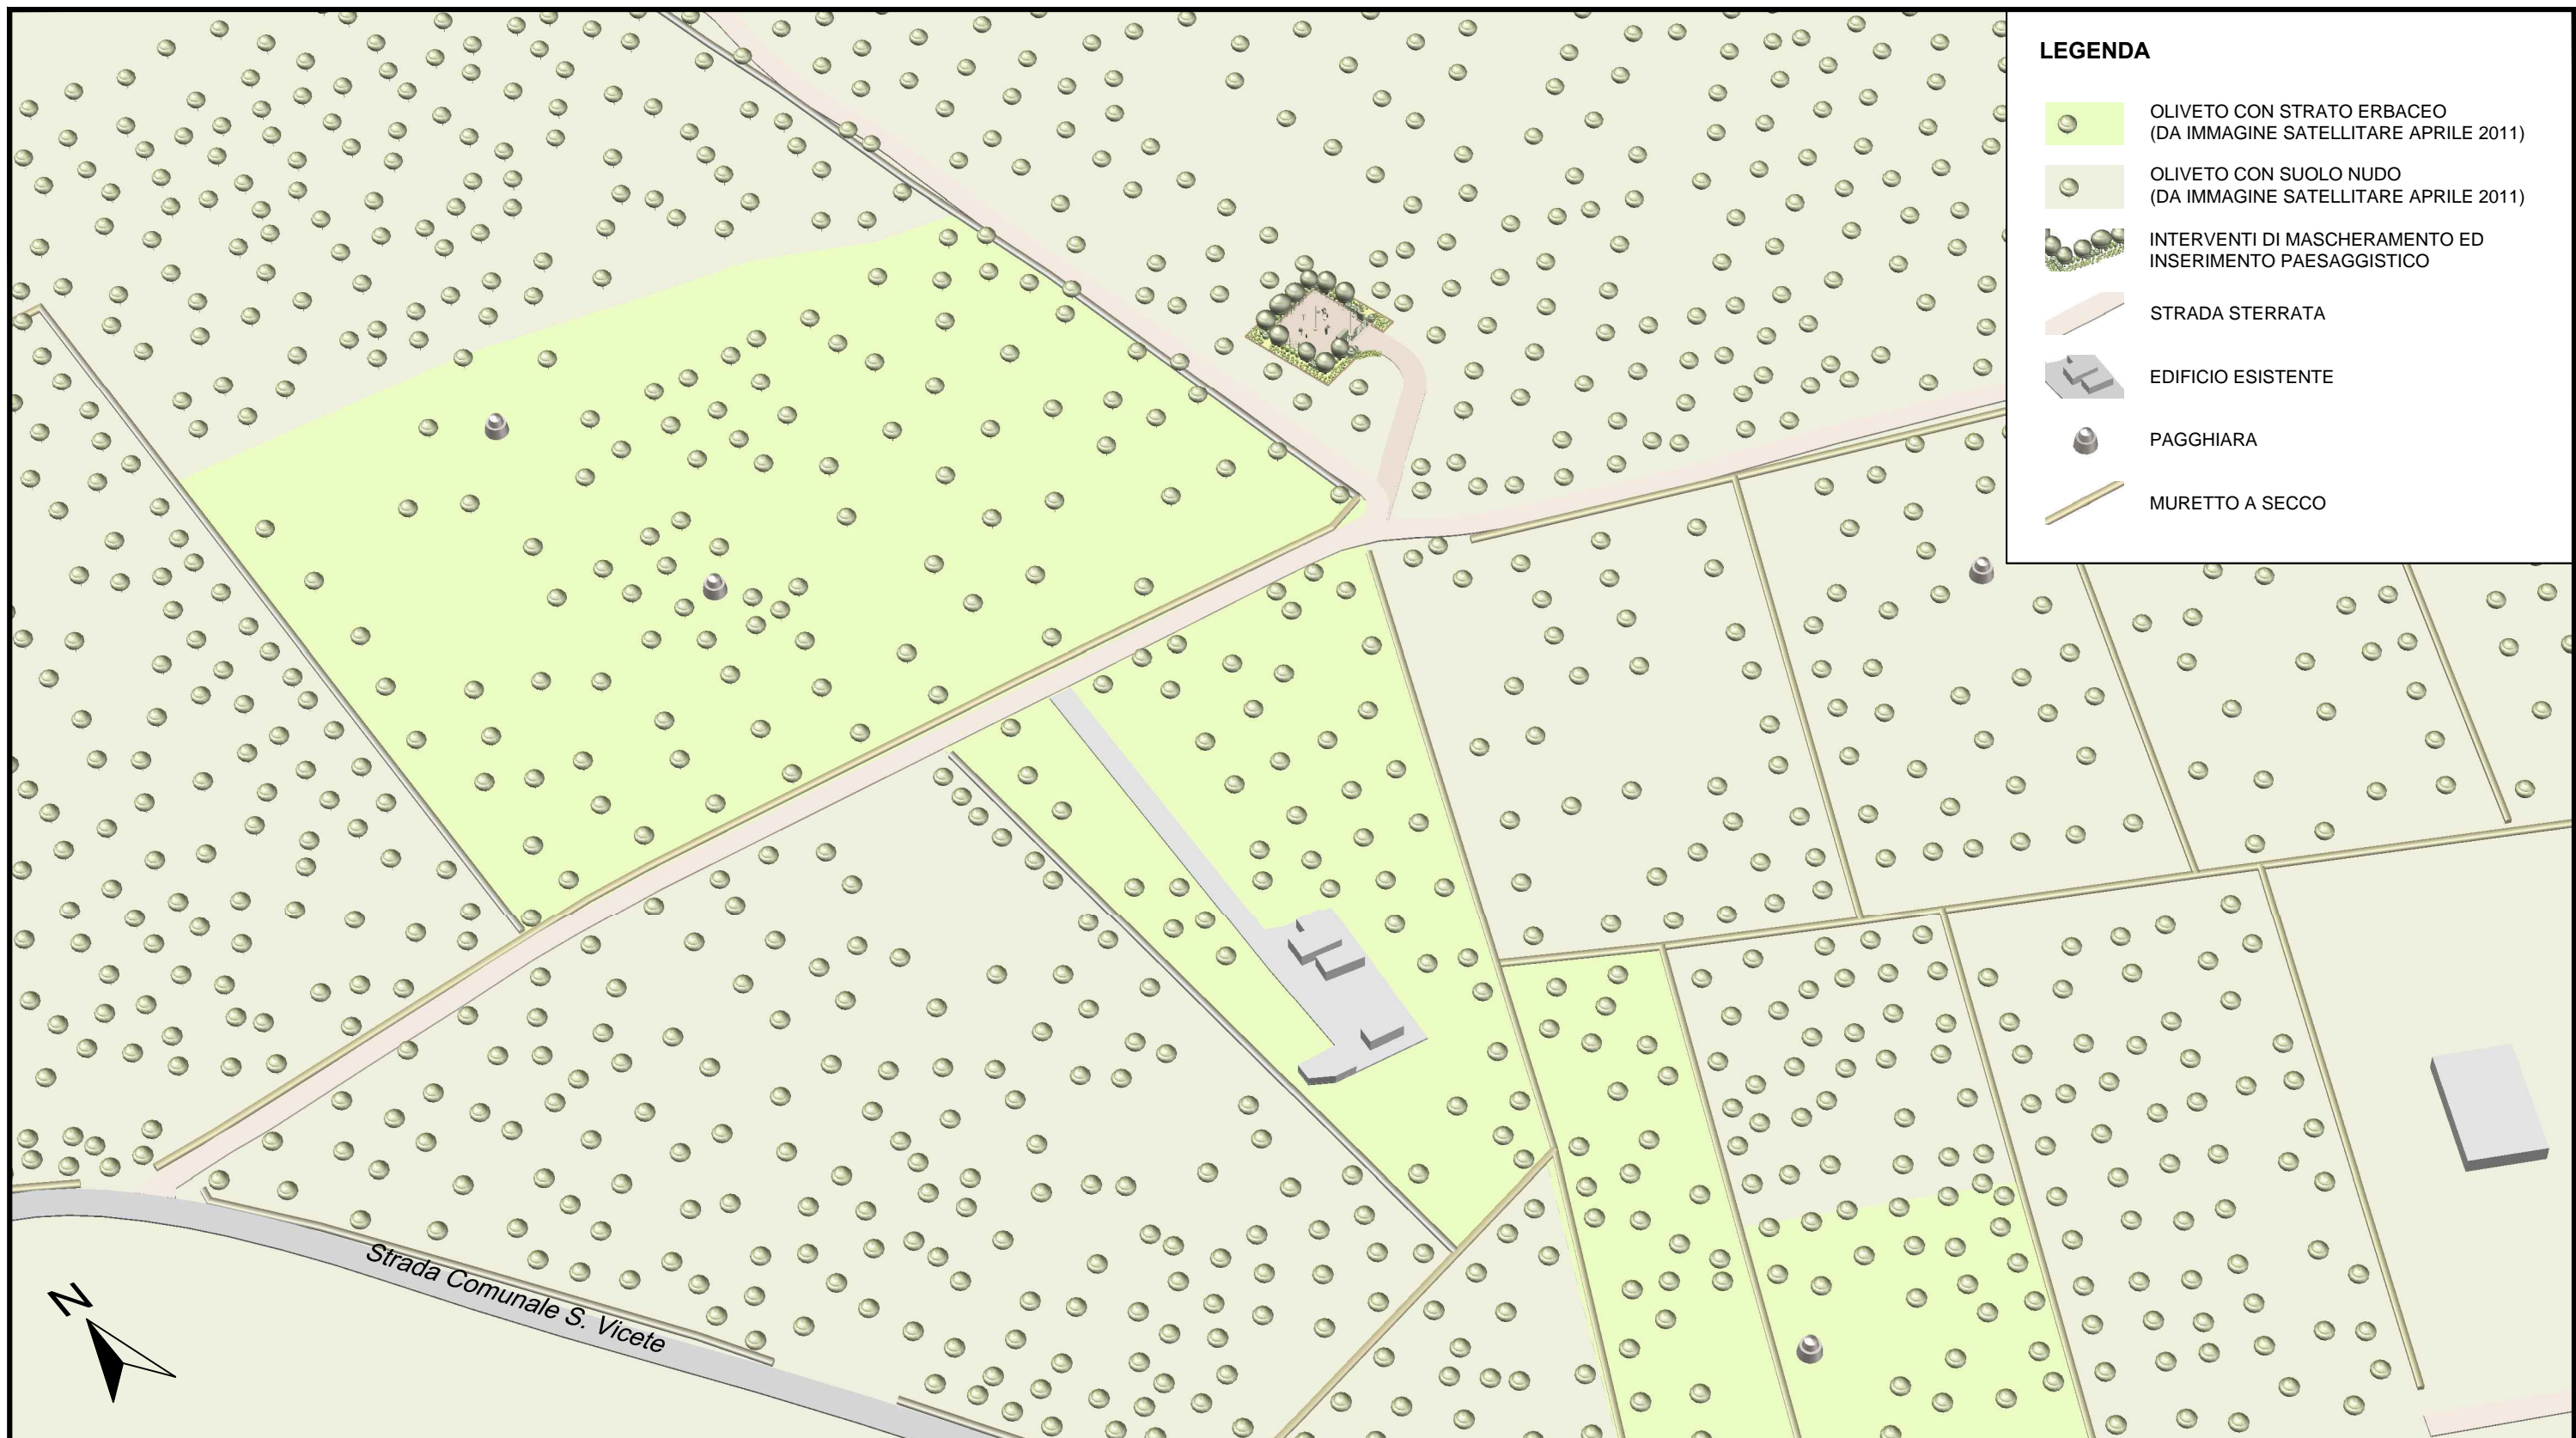 LEGENDA
OLIVETO CON STRATO ERBACEO
(DA IMMAGINE SATELLITARE APRILE 2011)
OLIVETO CON SUOLO NUDO
(DA IMMAGINE SATELLITARE APRILE 2011)
INTERVENTI DI MASCHERAMENTO ED
INSERIMENTO PAESAGGISTICO
STRADA STERRATA
EDIFICIO ESISTENTE
PAGGHIARA
MURETTO A SECCO
Strada Comunale S. Vicete
N